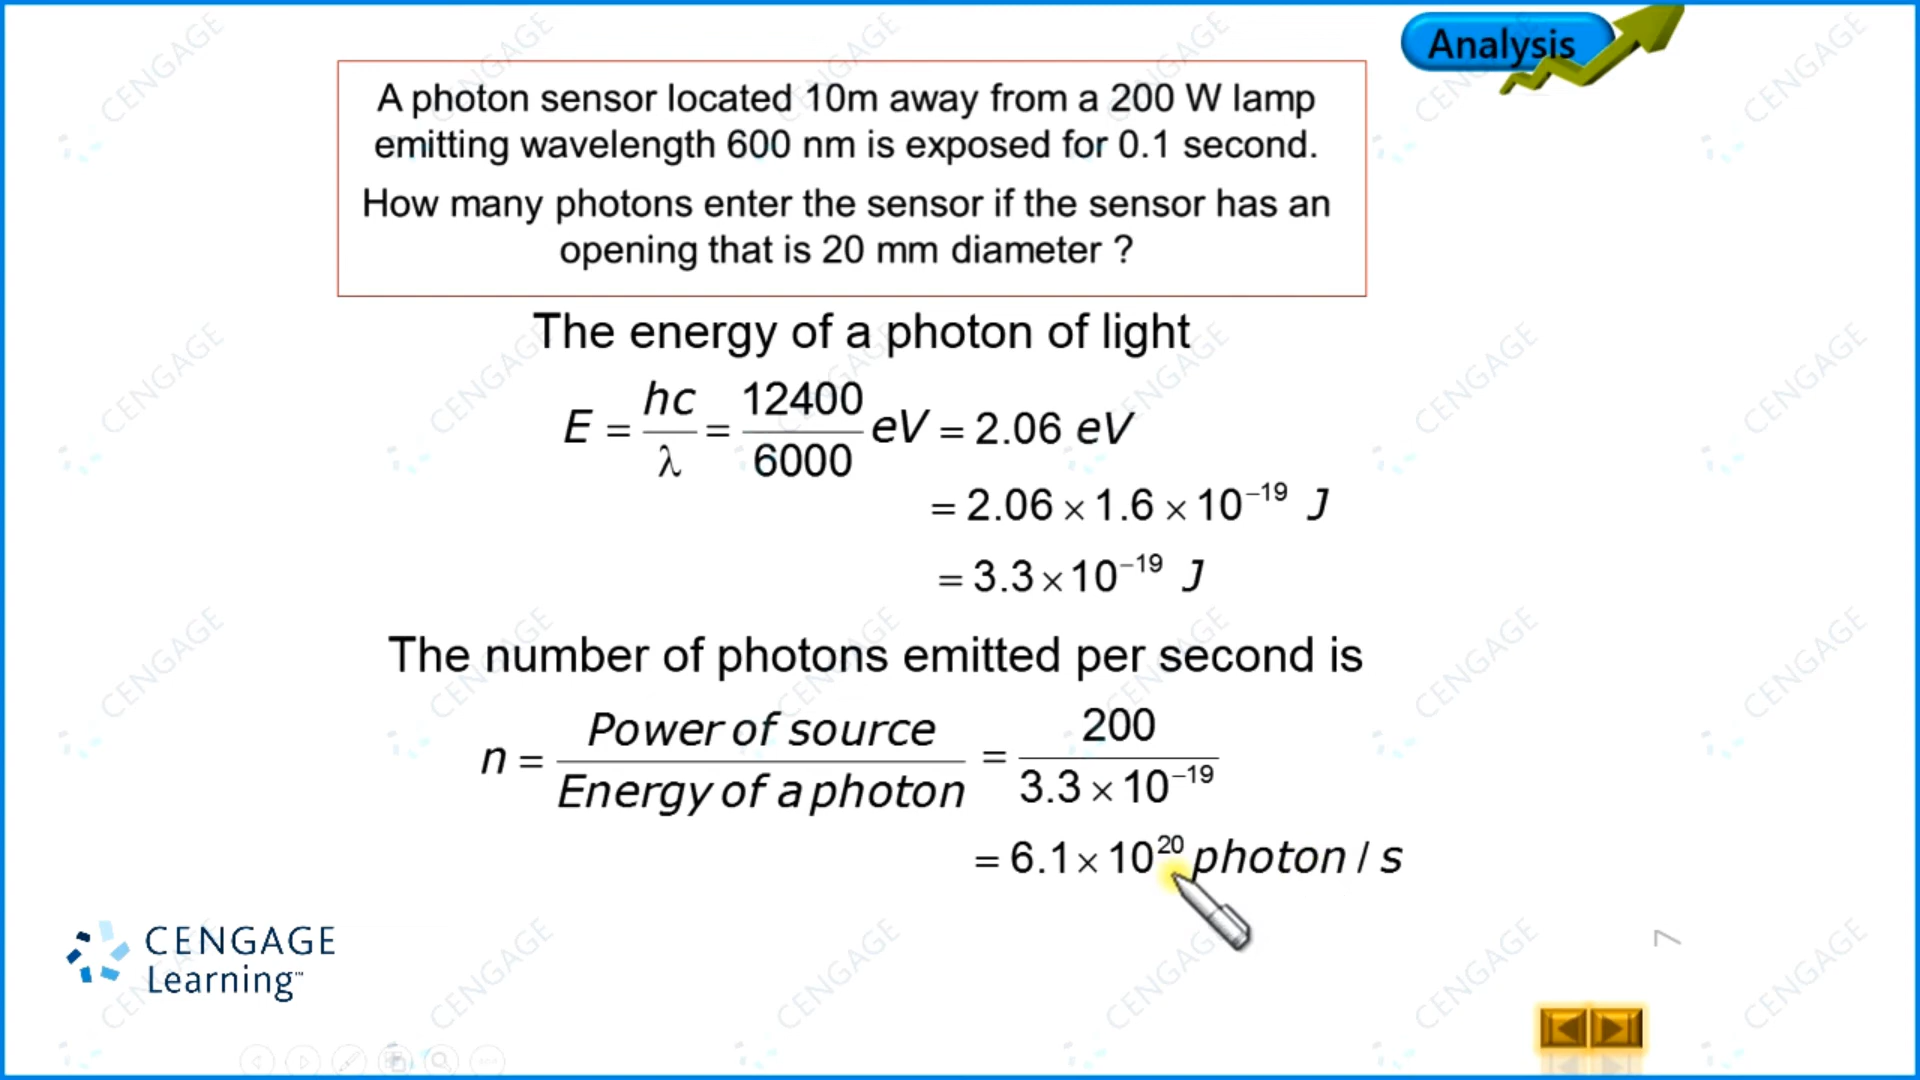 Analysis
A photon sensor located 10m away from a 200 W lamp
emitting wavelength 600 nm is exposed for 0.1 second.
How many photons enter the sensor if the sensor has an
opening that is 20 mm diameter ?
The energy of a photon of light
E = hc/λ = 12400/6000 eV = 2.06 eV
= 2.06 × 1.6 × 10⁻¹⁹ J
= 3.3 × 10⁻¹⁹ J
The number of photons emitted per second is
n = Power of source/Energy of a photon = 200/3.3 × 10⁻¹⁹
= 6.1 × 10²⁰ photon / s
CENGAGE
Learning™